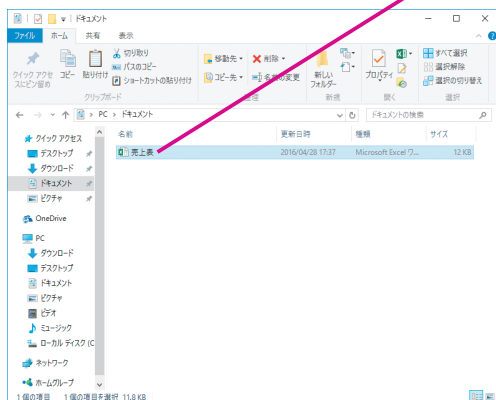 ドキュメント
ファイル ホーム 共有 表示
クイック アクセスにピン留め
コピー
貼り付け
切り取り
パスのコピー
ショートカットの貼り付け
クリップボード
移動先
コピー先
削除
の変更
新しいフォルダー
新規
プロパティ
開く
すべて選択
選択解除
選択の切り替え
選択
PC ドキュメント
ドキュメントの検索
名前 更新日時 種類 サイズ
売上表 2016/04/28 17:37 Microsoft Excel ワ... 12 KB
クイック アクセス
デスクトップ
ダウンロード
ドキュメント
ピクチャ
OneDrive
PC
ダウンロード
デスクトップ
ドキュメント
ピクチャ
ビデオ
ミュージック
ローカル ディスク (C
ネットワーク
ホームグループ
1 個の項目 1 個の項目を選択 11.8 KB